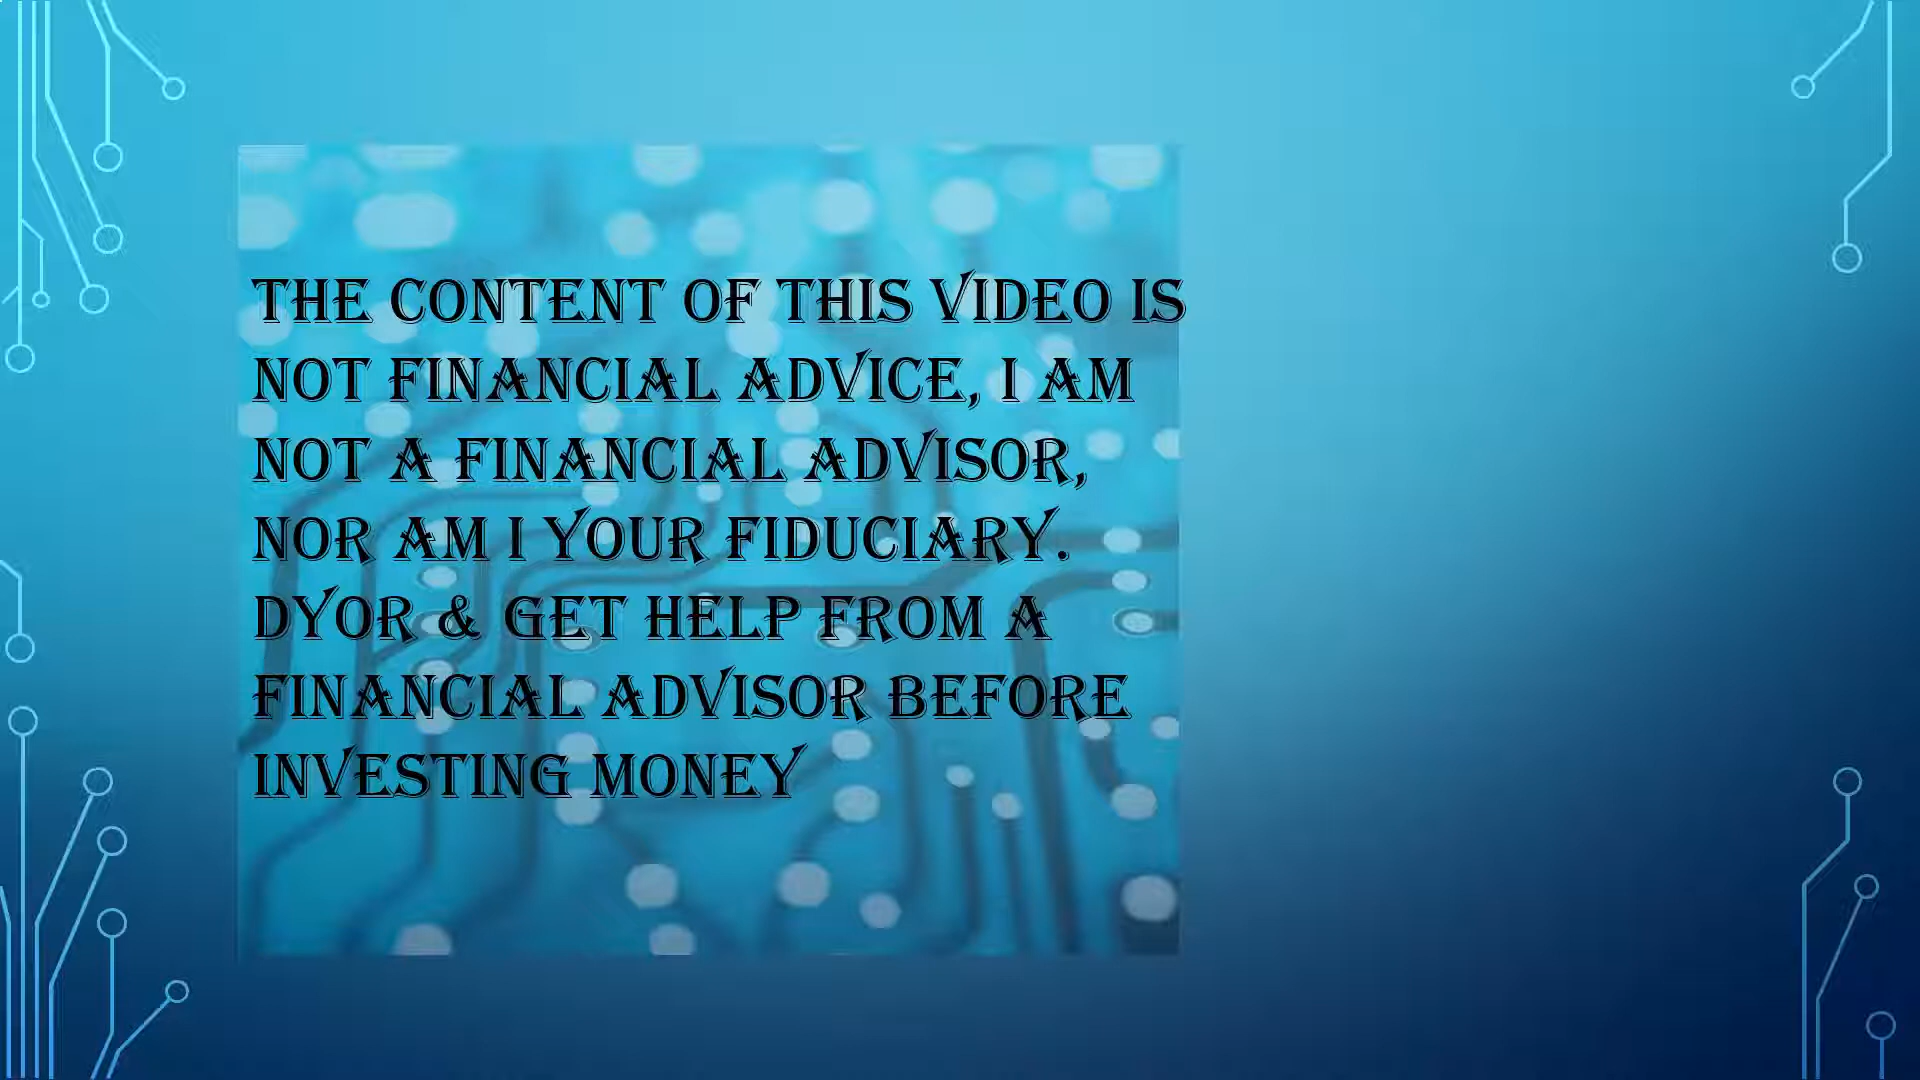 THE CONTENT OF THIS VIDEO IS
NOT FINANCIAL ADVICE, I AM
NOT A FINANCIAL ADVISOR,
NOR AM I YOUR FIDUCIARY.
DYOR & GET HELP FROM A
FINANCIAL ADVISOR BEFORE
INVESTING MONEY